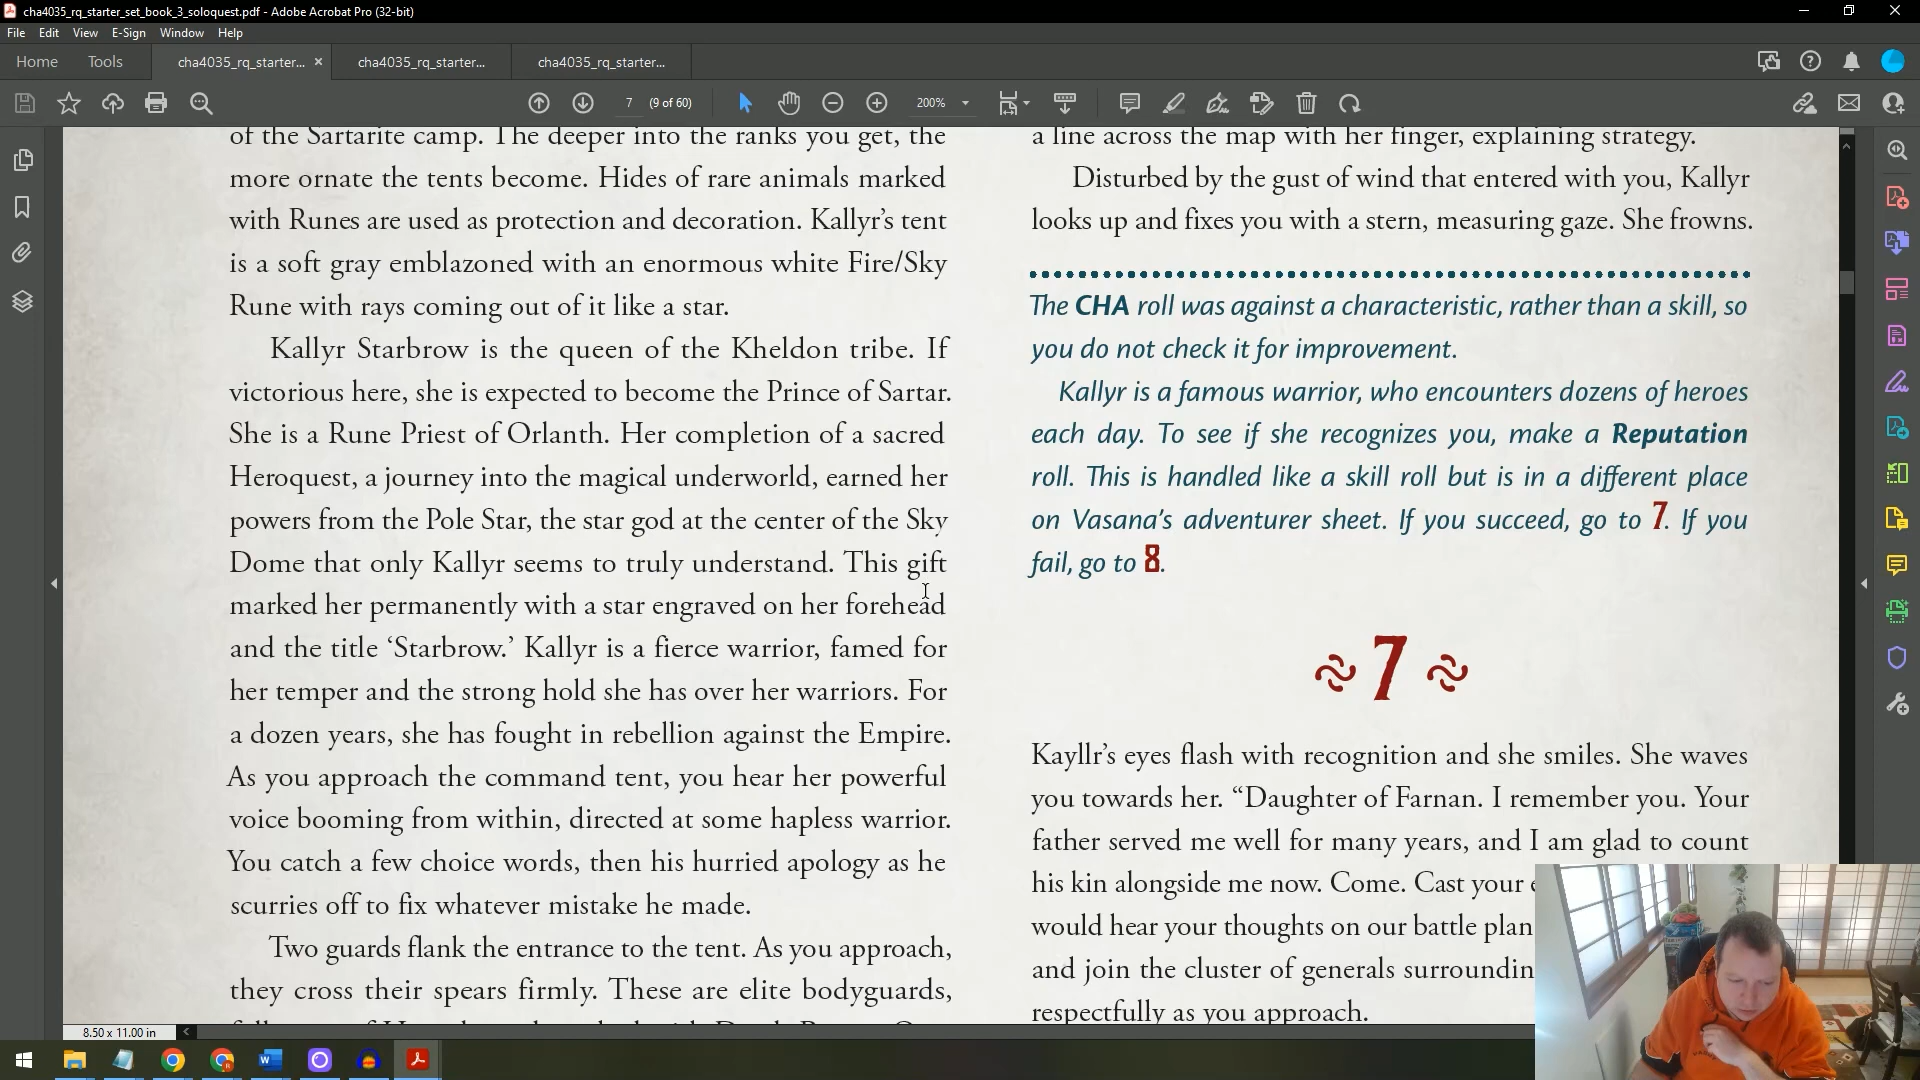 cha4035_rq_starter_set_book_3_soloquest.pdf - Adobe Acrobat Pro (32-bit)
File Edit View E-Sign Window Help
Home Tools cha4035_rq_starter... × cha4035_rq_starter... cha4035_rq_starter...
7 (9 of 60) 200%
of the Sartarite camp. The deeper into the ranks you get, the
more ornate the tents become. Hides of rare animals marked
with Runes are used as protection and decoration. Kallyr’s tent
is a soft gray emblazoned with an enormous white Fire/Sky
Rune with rays coming out of it like a star.
Kallyr Starbrow is the queen of the Kheldon tribe. If
victorious here, she is expected to become the Prince of Sartar.
She is a Rune Priest of Orlanth. Her completion of a sacred
Heroquest, a journey into the magical underworld, earned her
powers from the Pole Star, the star god at the center of the Sky
Dome that only Kallyr seems to truly understand. This gift
marked her permanently with a star engraved on her forehead
and the title ‘Starbrow.’ Kallyr is a fierce warrior, famed for
her temper and the strong hold she has over her warriors. For
a dozen years, she has fought in rebellion against the Empire.
As you approach the command tent, you hear her powerful
voice booming from within, directed at some hapless warrior.
You catch a few choice words, then his hurried apology as he
scurries off to fix whatever mistake he made.
Two guards flank the entrance to the tent. As you approach,
they cross their spears firmly. These are elite bodyguards,
a line across the map with her finger, explaining strategy.
Disturbed by the gust of wind that entered with you, Kallyr
looks up and fixes you with a stern, measuring gaze. She frowns.
The CHA roll was against a characteristic, rather than a skill, so
you do not check it for improvement.
Kallyr is a famous warrior, who encounters dozens of heroes
each day. To see if she recognizes you, make a Reputation
roll. This is handled like a skill roll but is in a different place
on Vasana’s adventurer sheet. If you succeed, go to 7. If you
fail, go to 8.
7
Kayllr’s eyes flash with recognition and she smiles. She waves
you towards her. “Daughter of Farnan. I remember you. Your
father served me well for many years, and I am glad to count
his kin alongside me now. Come. Cast your
would hear your thoughts on our battle plan
and join the cluster of generals
respectfully as you approach.
8.50 x 11.00 in